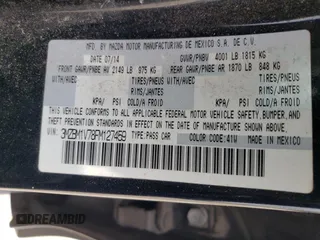 MFD. BY MAZDA MOTOR MANUFACTURING DE MEXICO S.A. DE C.V.
DATE 07/14 GVWR/PNBV 4001 LB 1815 KG
FRONT GAWR/PNBE AV 2149 LB 975 KG REAR GAWR/PNBE AR 1870 LB 848 KG
WITH/AVEC TIRES/PNEUS WITH/AVEC TIRES/PNEUS
RIMS/JANTES RIMS/JANTES
KPA/ PSI COLD/A FROID KPA/ PSI COLD/A FROID
THIS VEHICLE CONFORMS TO ALL APPLICABLE FEDERAL MOTOR VEHICLE SAFETY, BUMPER,
AND THEFT PREVENTION STANDARDS IN EFFECT ON THE DATE OF MANUFACTURE SHOWN ABOVE.
VIN: 3MZBM1V78FM127469 TYPE: PASS CAR
COLOR CODE: 41W
DREAMBID